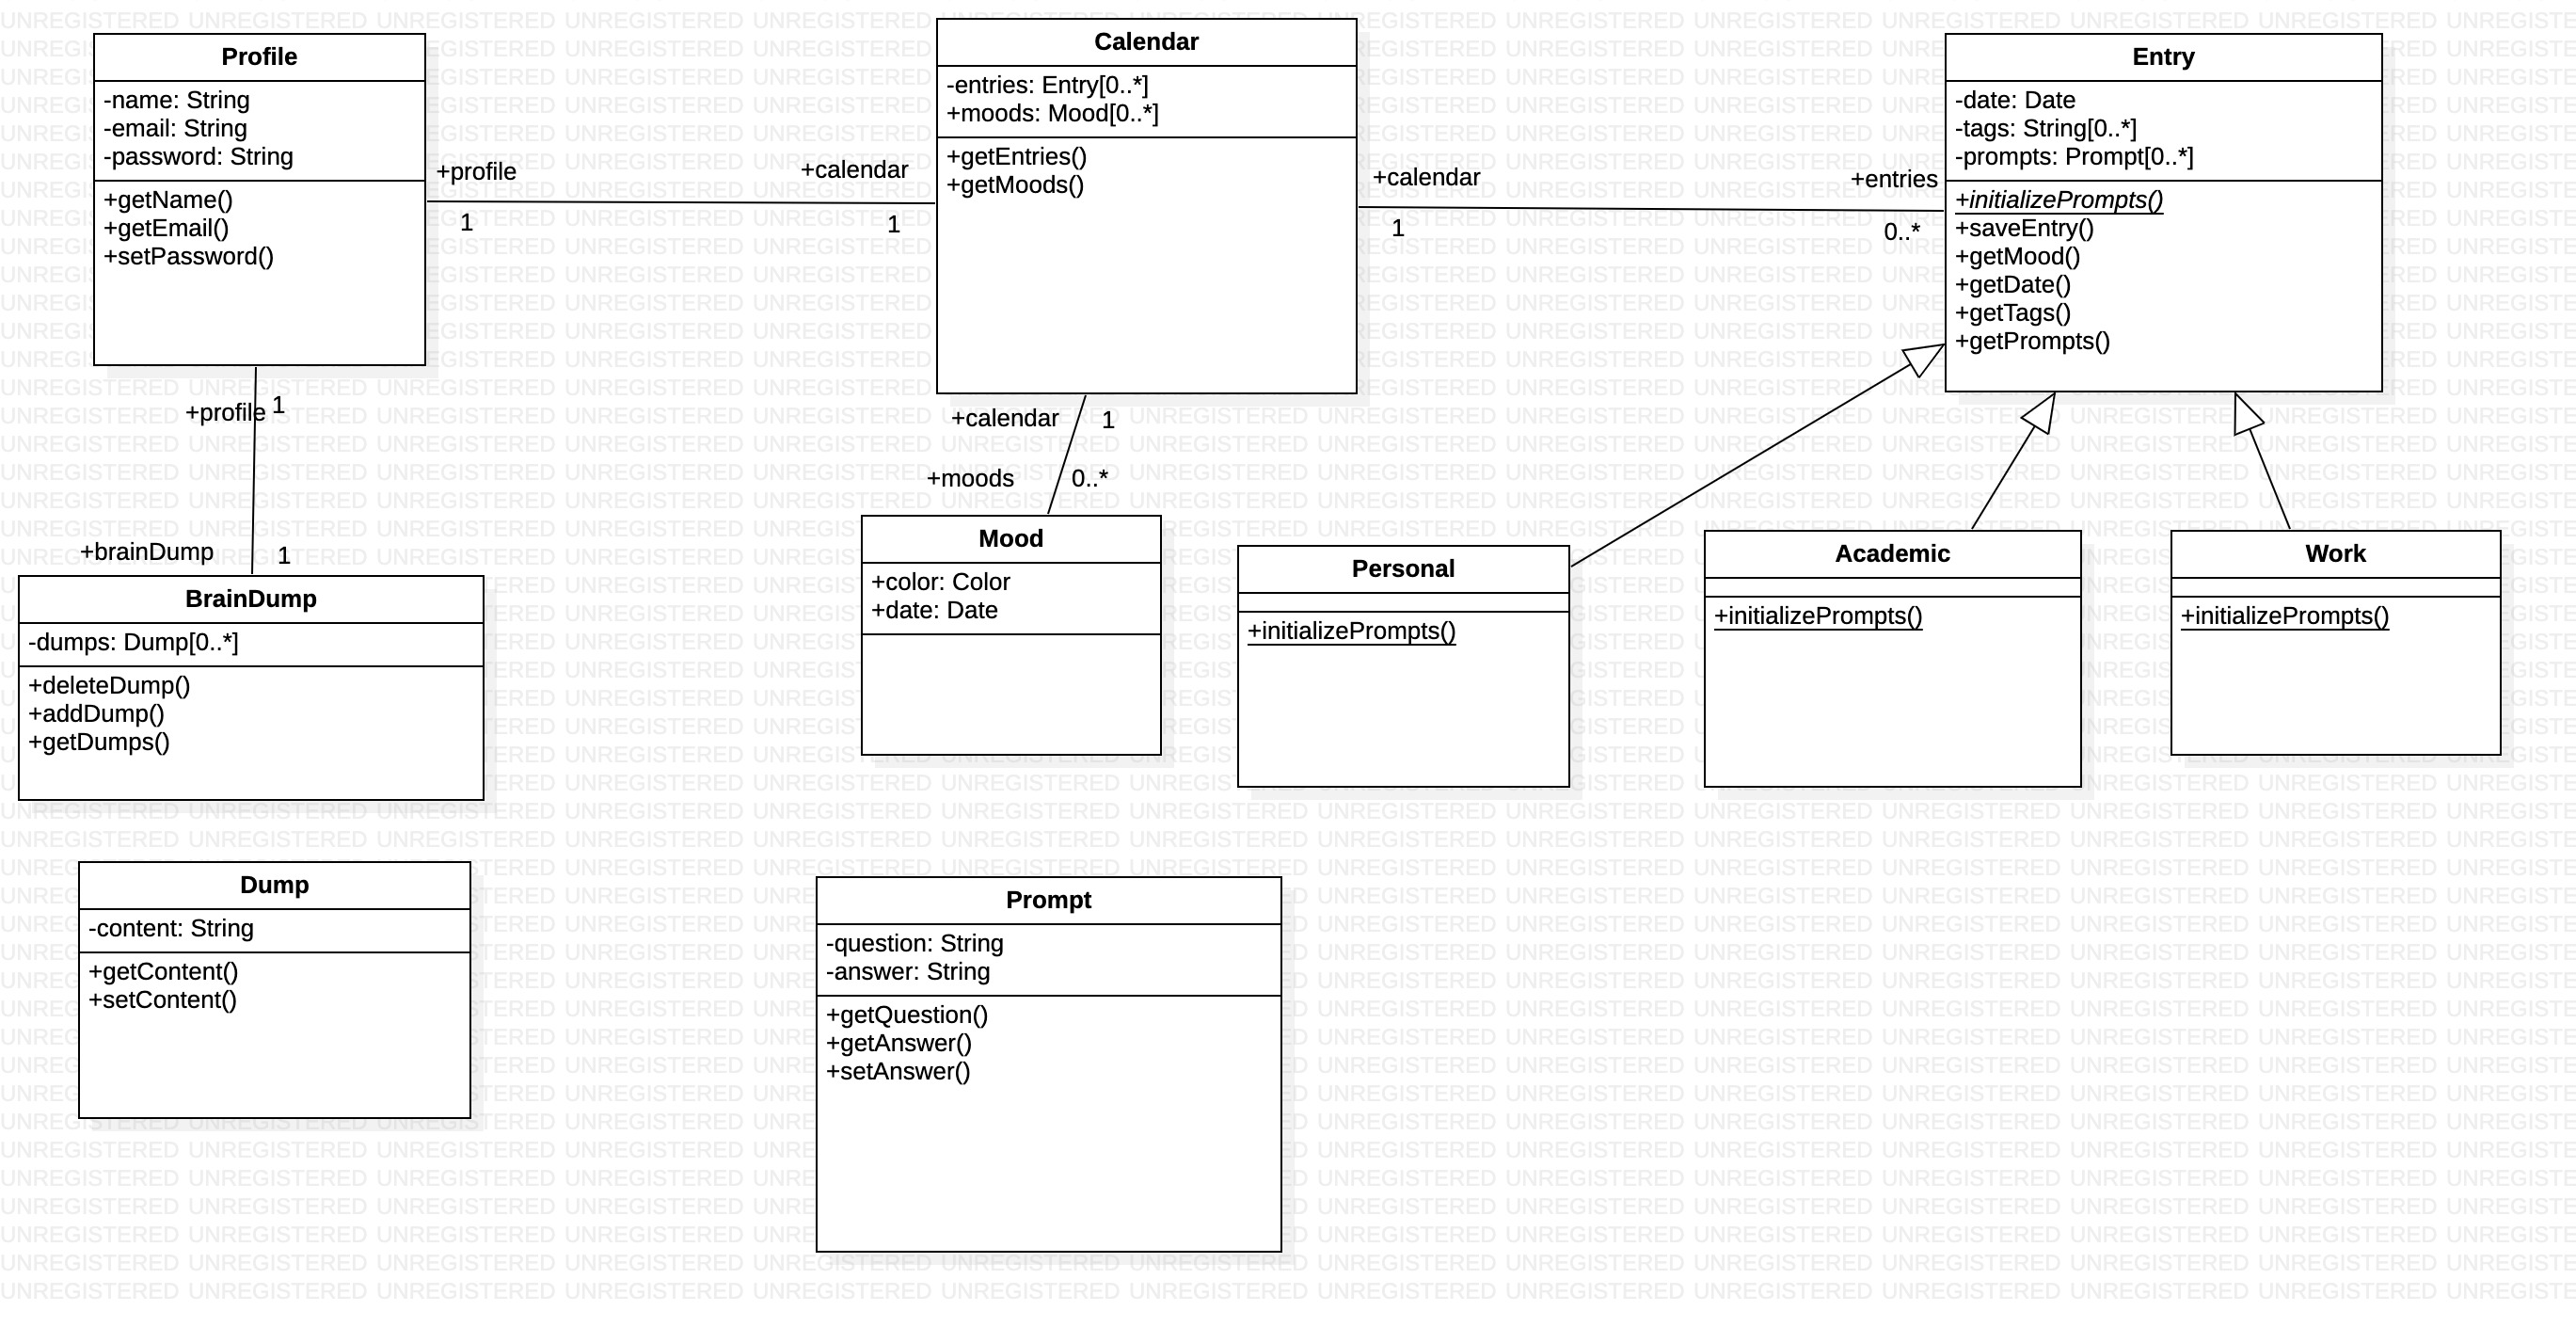 Profile
-name: String
-email: String
-password: String
+getName()
+getEmail()
+setPassword()
+profile
1
+calendar
1
Calendar
-entries: Entry[0..*]
+moods: Mood[0..*]
+getEntries()
+getMoods()
+calendar
1
+entries
0..*
Entry
-date: Date
-tags: String[0..*]
-prompts: Prompt[0..*]
+initializePrompts()
+saveEntry()
+getMood()
+getDate()
+getTags()
+getPrompts()
+profile
1
+brainDump
1
+calendar
1
+moods
0..*
BrainDump
-dumps: Dump[0..*]
+deleteDump()
+addDump()
+getDumps()
Mood
+color: Color
+date: Date
Personal
+initializePrompts()
Academic
+initializePrompts()
Work
+initializePrompts()
Dump
-content: String
+getContent()
+setContent()
Prompt
-question: String
-answer: String
+getQuestion()
+getAnswer()
+setAnswer()
UNREGISTERED UNREGISTERED UNREGISTERED UNREGISTERED UNREGISTERED UNREGISTERED UNREGISTERED UNREGISTERED UNREGISTERED UNREGISTERED UNREGISTERED UNREGISTERED UNREGISTERED